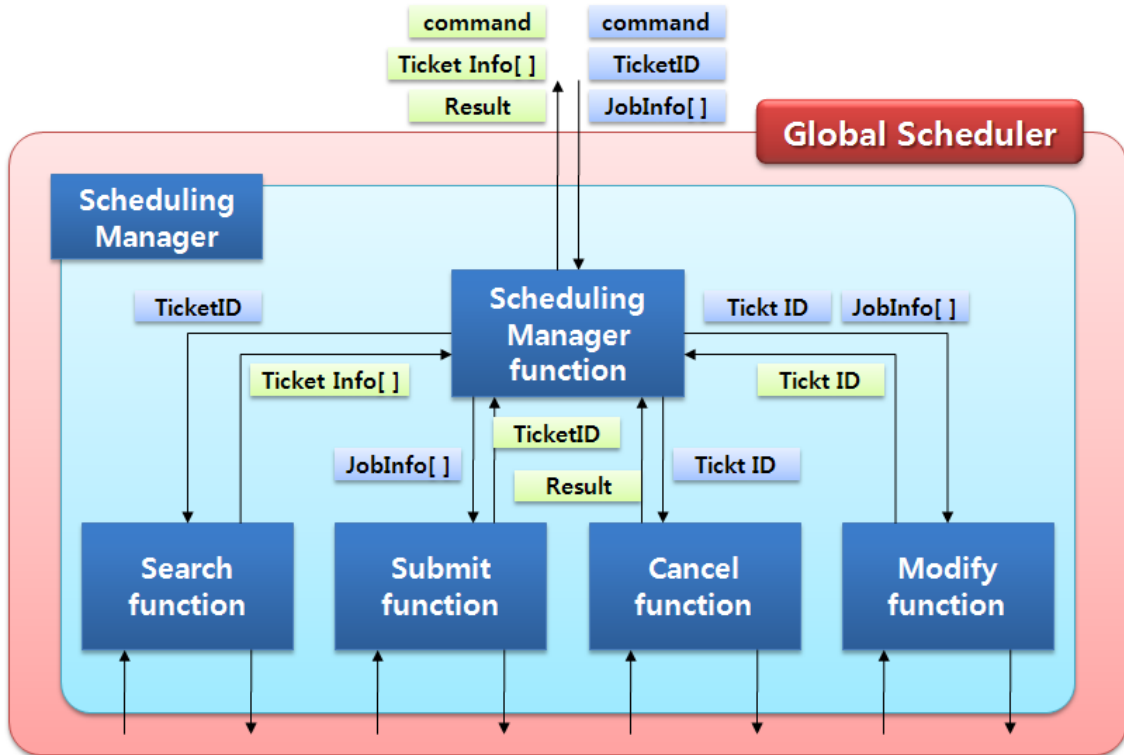 command
command
Ticket Info[ ]
TicketID
Result
JobInfo[ ]
Global Scheduler
Scheduling
Manager
Scheduling
Manager
function
TicketID
Tickt ID
JobInfo[ ]
Ticket Info[ ]
Tickt ID
TicketID
JobInfo[ ]
Tickt ID
Result
Search
function
Submit
function
Cancel
function
Modify
function